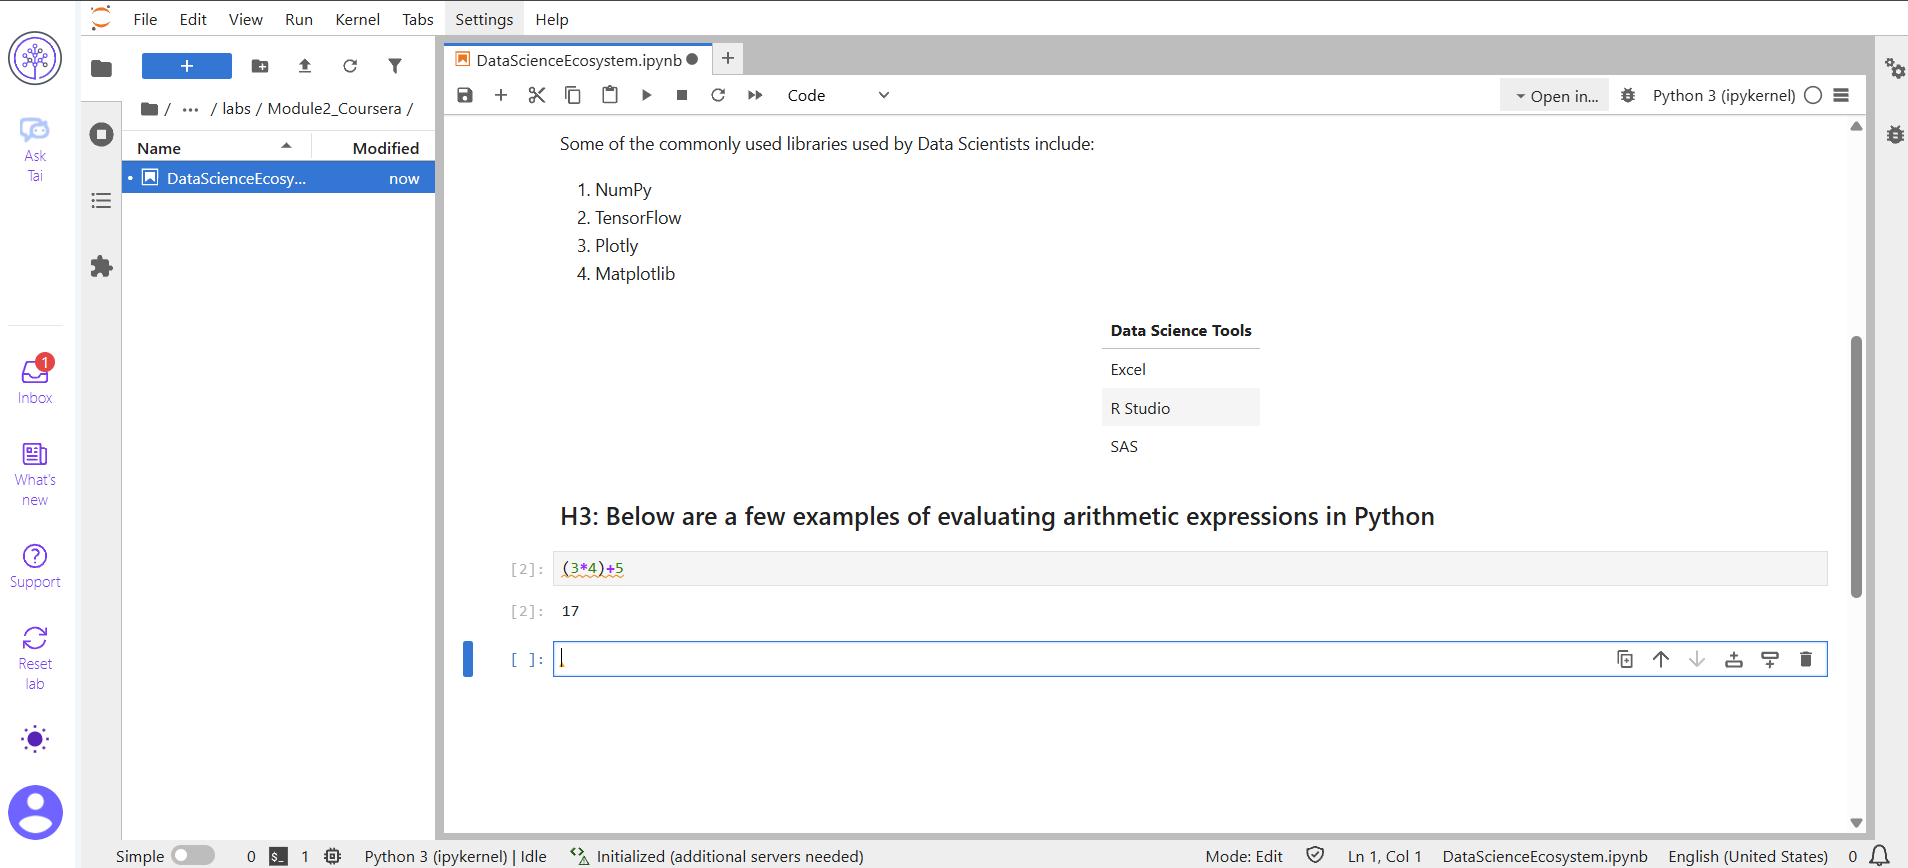 File Edit View Run Kernel Tabs Settings Help
Ask
Tai
1
Inbox
What's
new
Support
Reset
lab
/ ... / labs / Module2_Coursera /
Name Modified
DataScienceEcosy... now
DataScienceEcosystem.ipynb
Code Open in... Python 3 (ipykernel)
Some of the commonly used libraries used by Data Scientists include:
1. NumPy
2. TensorFlow
3. Plotly
4. Matplotlib
Data Science Tools
Excel
R Studio
SAS
H3: Below are a few examples of evaluating arithmetic expressions in Python
[2]: (3*4)+5
[2]: 17
[ ]:
Simple 0 $_ 1 Python 3 (ipykernel) | Idle Initialized (additional servers needed) Mode: Edit Ln 1, Col 1 DataScienceEcosystem.ipynb English (United States) 0